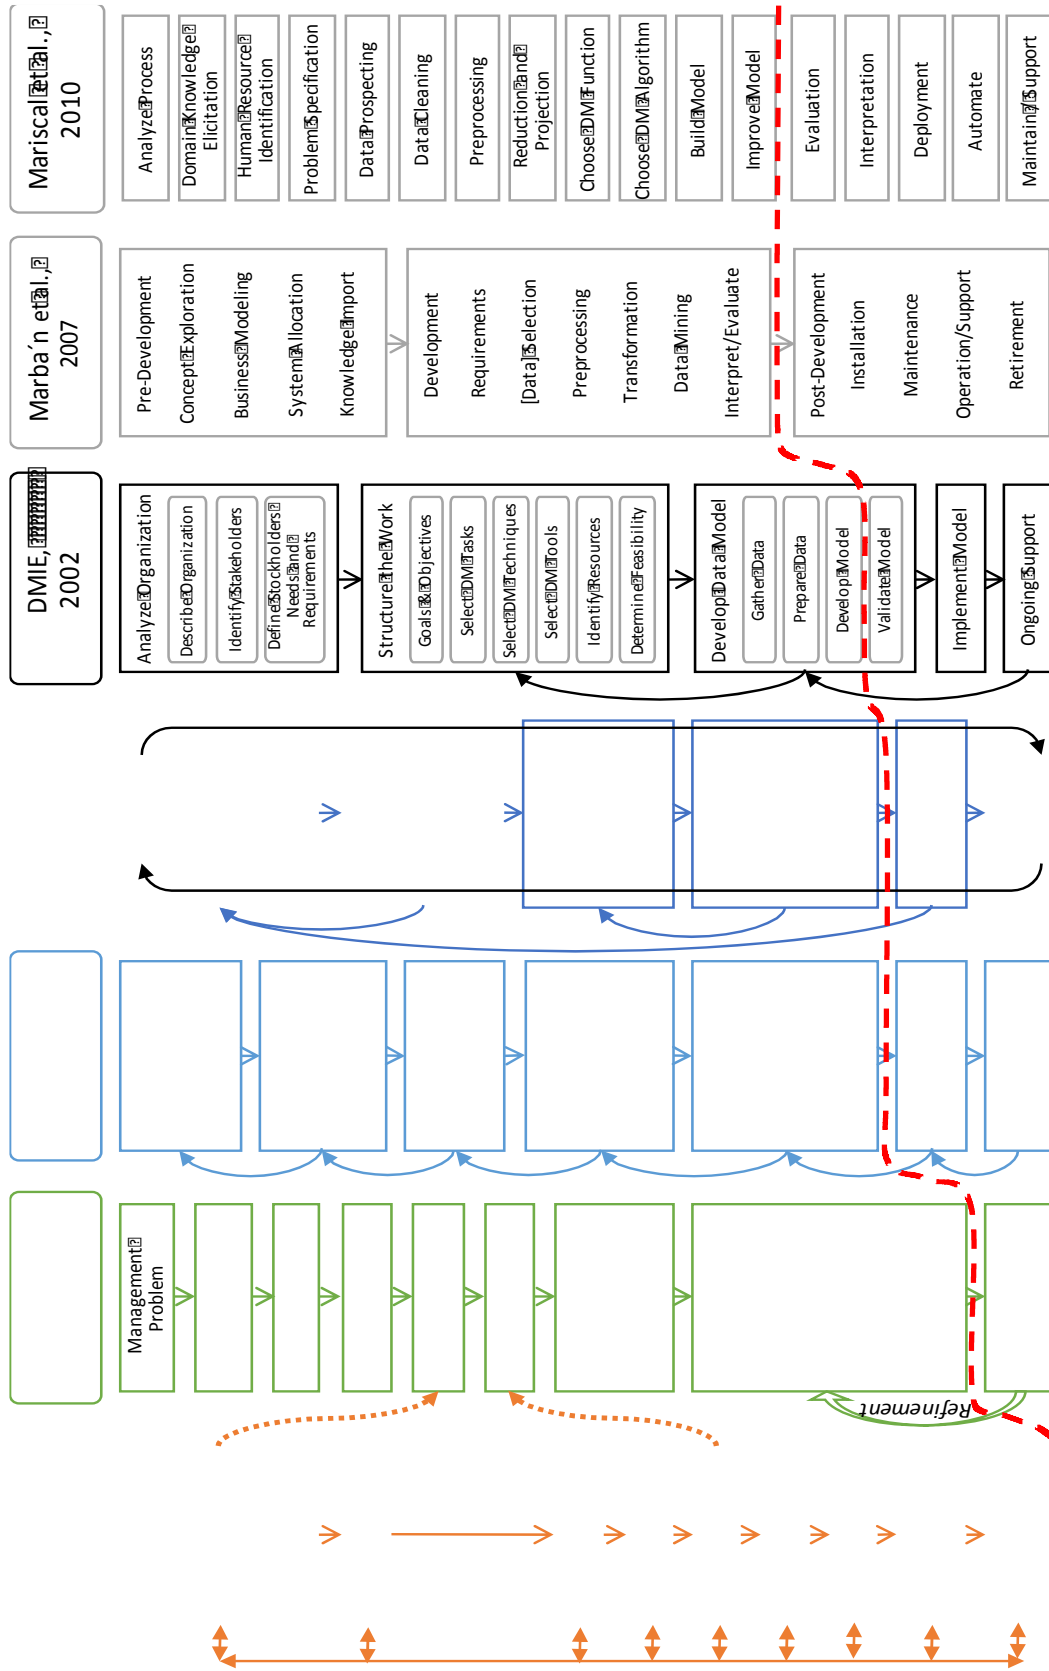 Management
Problem
Refinement
DMIE,
2002
Analyze Organization
Describe Organization
Identify Stakeholders
Define Stockholders
Needs and
Requirements
Structure the Work
Goals & Objectives
Select DM Tasks
Select DM Techniques
Select DM Tools
Identify Resources
Determine Feasibility
Develop Data Model
Gather Data
Prepare Data
Develop Model
Validate Model
Implement Model
Ongoing Support
Marba´n et al.,
2007
Pre-Development
Concept Exploration
Business Modeling
System Allocation
Knowledge Import
Development
Requirements
[Data] Selection
Preprocessing
Transformation
Data Mining
Interpret/Evaluate
Post-Development
Installation
Maintenance
Operation/Support
Retirement
Mariscal et al.,
2010
Analyze Process
Domain Knowledge
Elicitation
Human Resource
Identification
Problem Specification
Data Prospecting
Data Cleaning
Preprocessing
Reduction and
Projection
Choose DM Function
Choose DM Algorithm
Build Model
Improve Model
Evaluation
Interpretation
Deployment
Automate
Maintain / Support